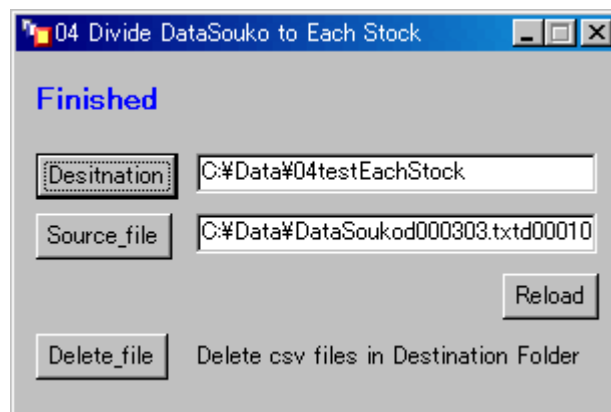 04 Divide DataSouko to Each Stock
Finished
Desitnation C:¥Data¥04testEachStock
Source_file C:¥Data¥DataSoukod000303.txtd00010
Reload
Delete_file Delete csv files in Destination Folder